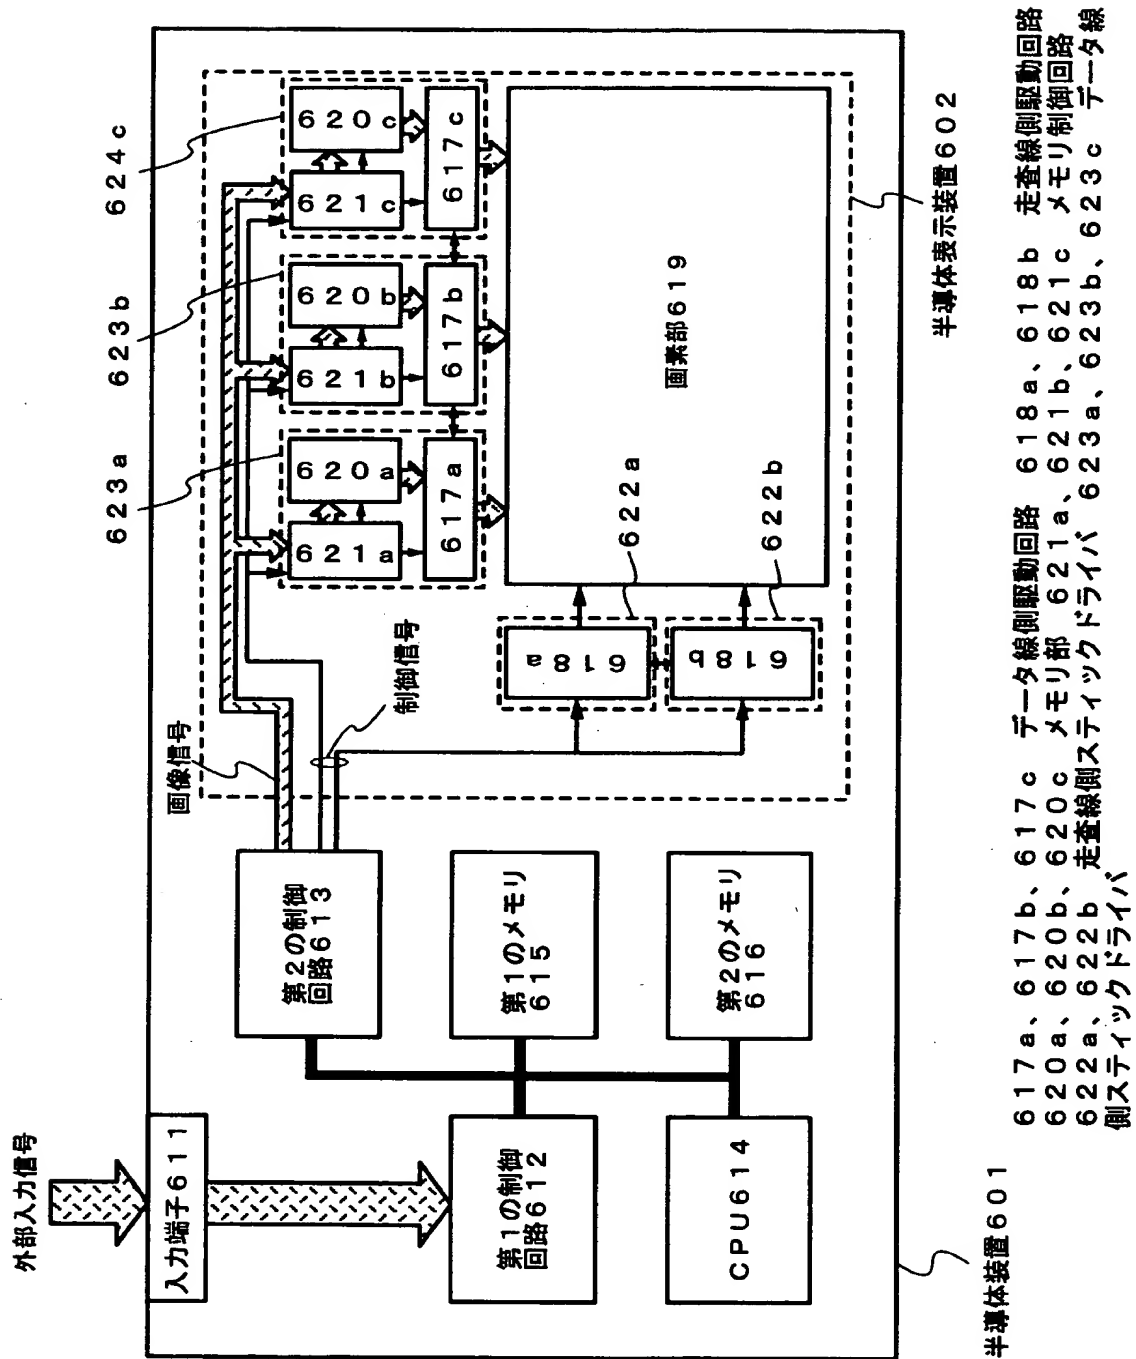 外部入力信号
入力端子611
第1の制御
回路612
CPU614
第2の制御
回路613
第1のメモリ
615
第2のメモリ
616
画像信号
制御信号
623a
623b
624c
621a
620a
617a
621b
620b
617b
621c
620c
617c
618a
618b
622a
622b
画素部619
半導体表示装置602
半導体装置601
617a、617b、617c データ線側駆動回路 618a、618b 走査線側駆動回路
620a、620b、620c メモリ部 621a、621b、621c メモリ制御回路
622a、622b 走査線側スティックドライバ 623a、623b、623c データ線
側スティックドライバ